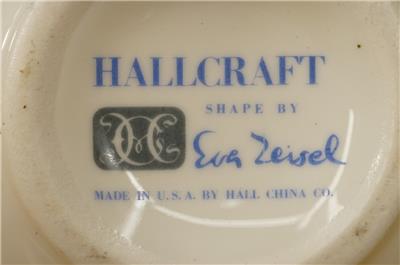 HALLCRAFT
SHAPE BY
Eva Zeisel
MADE IN U.S.A. BY HALL CHINA CO.